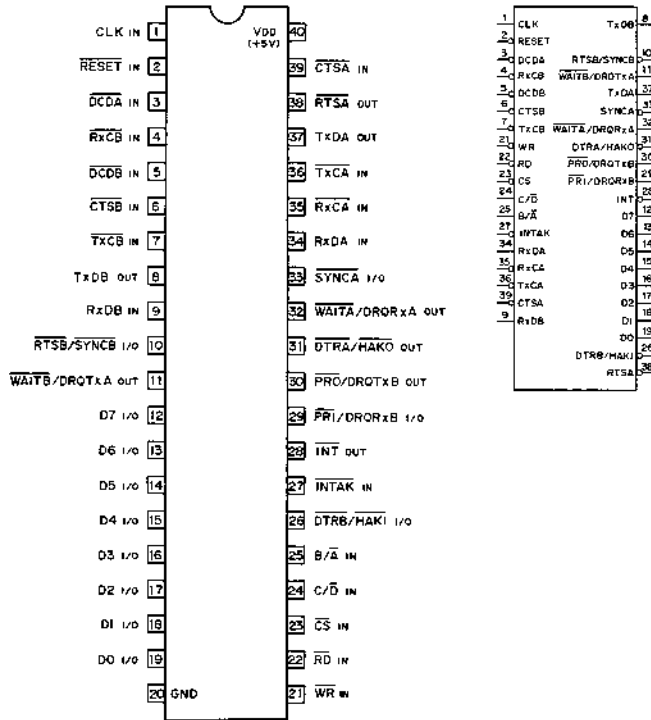 CLK IN 1
RESET IN 2
DCDA IN 3
RxCB IN 4
DCDB IN 5
CTSB IN 6
TxCB IN 7
TxDB OUT 8
RxDB IN 9
RTSB/SYNCB I/O 10
WAITB/DRQTxA OUT 11
D7 I/O 12
D6 I/O 13
D5 I/O 14
D4 I/O 15
D3 I/O 16
D2 I/O 17
D1 I/O 18
D0 I/O 19
20 GND
VDD 40
(+5V)
39 CTSA IN
38 RTSA OUT
37 TxDA OUT
36 TxCA IN
35 RxCA IN
34 RxDA IN
33 SYNCA I/O
32 WAITA/DRQRxA OUT
31 DTRA/HAKO OUT
30 PRO/DRQTxB OUT
29 PRI/DRQRxB I/O
28 INT OUT
27 INTAK IN
26 DTRB/HAKI I/O
25 B/A IN
24 C/D IN
23 CS IN
22 RD IN
21 WR IN
1 CLK
2 RESET
3 DCDA
4 RxCB
5 DCDB
6 CTSB
7 TxCB
21 WR
22 RD
23 CS
24 C/D
25 B/A
27 INTAK
34 RxDA
35 RxCA
36 TxCA
39 CTSA
9 RxDB
TxDB 8
RTSB/SYNCB 10
WAITB/DRQTxA 11
TxDA 37
SYNCA 33
WAITA/DRQRxA 32
DTRA/HAKO 31
PRO/DRQTxB 30
PRI/DRQRxB 29
INT 28
D7 12
D6 13
D5 14
D4 15
D3 16
D2 17
D1 18
D0 19
DTRB/HAKI 26
RTSA 38